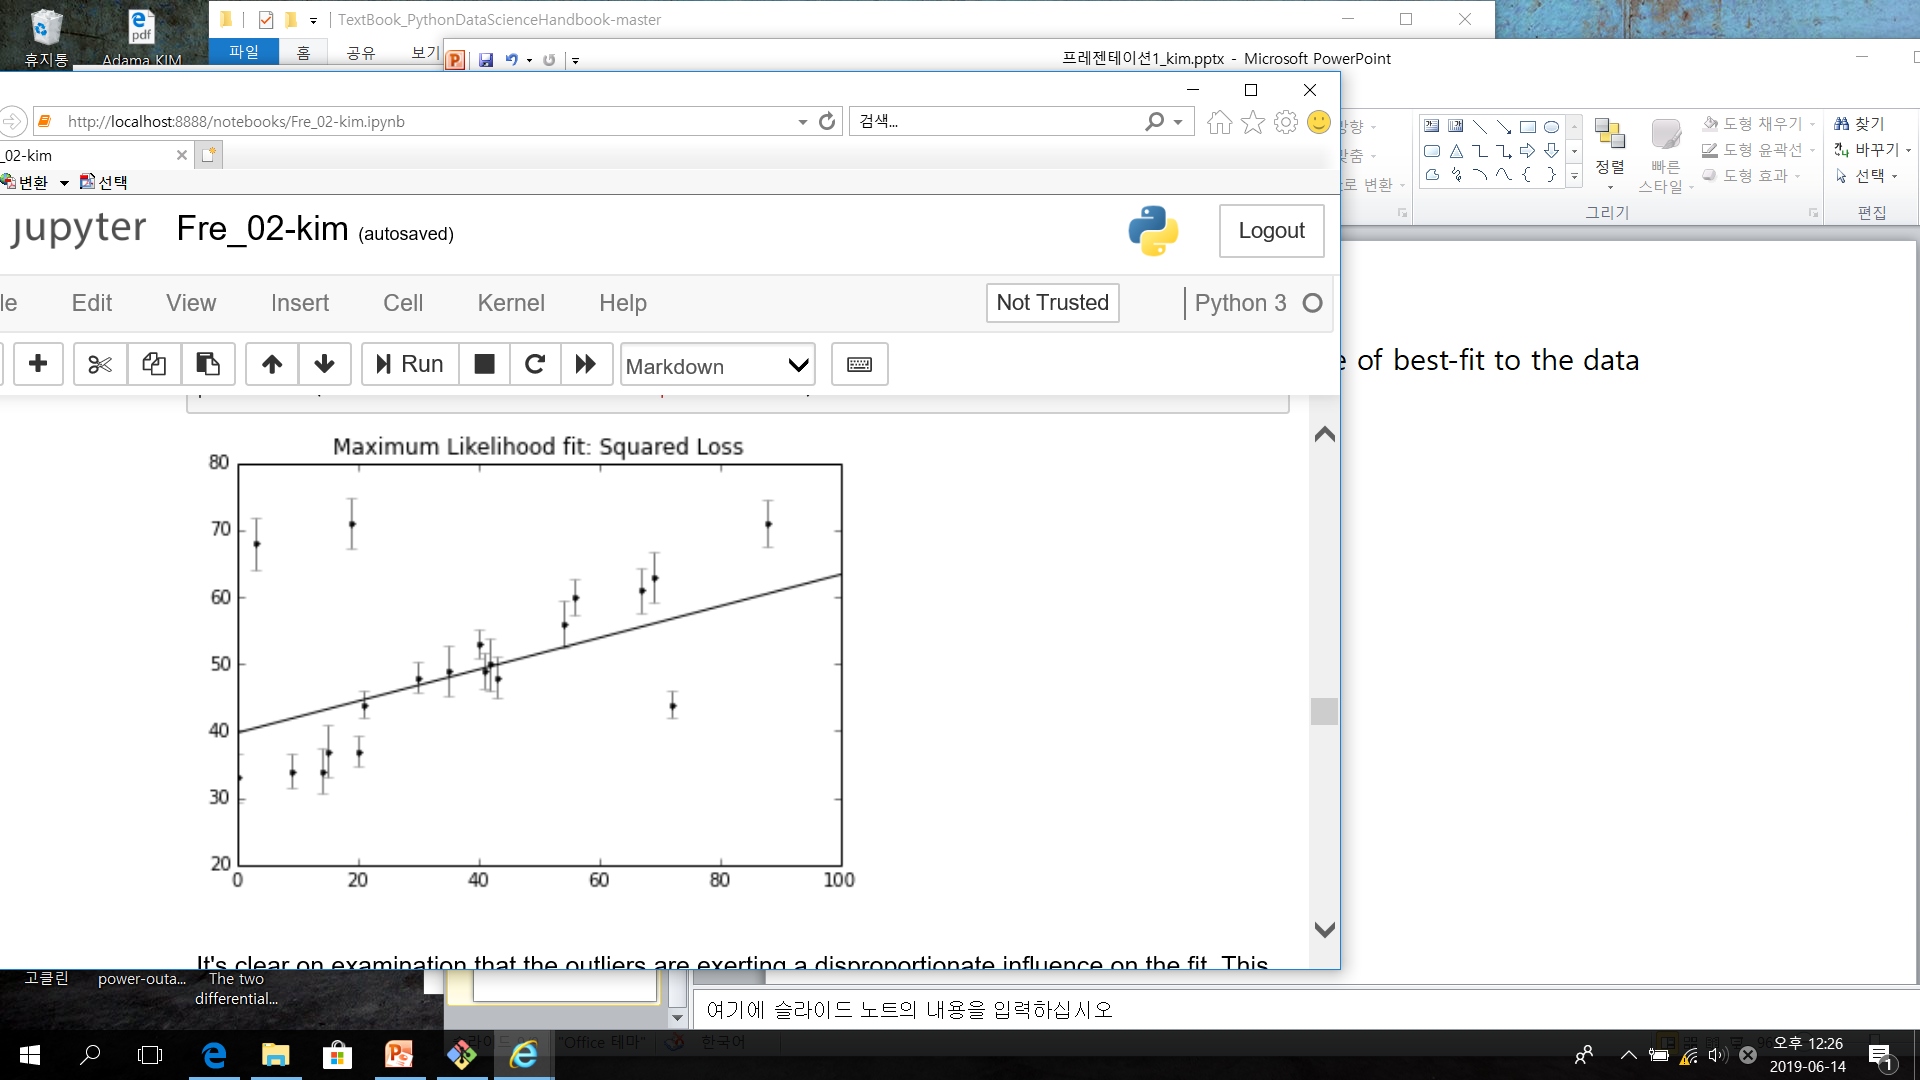 휴지통
Adama KIM
TextBook_PythonDataScienceHandbook-master
파일
홈
공유
보기
프레젠테이션1_kim.pptx - Microsoft PowerPoint
http://localhost:8888/notebooks/Fre_02-kim.ipynb
검색...
_02-kim
변환
선택
도형 채우기
찾기
도형 윤곽선
바꾸기
정렬
빠른
스타일
도형 효과
선택
변환
그리기
편집
jupyter
Fre_02-kim (autosaved)
Logout
Edit
View
Insert
Cell
Kernel
Help
Not Trusted
Python 3
Run
Markdown
of best-fit to the data
Maximum Likelihood fit: Squared Loss
80
70
60
50
40
30
20
0
20
40
60
80
100
It's clear on examination that the outliers are exerting a disproportionate influence on the fit. This
고클린
power-outa...
The two
differential...
여기에 슬라이드 노트의 내용을 입력하십시오
"Office 테마"
한국어
오후 12:26
2019-06-14
1